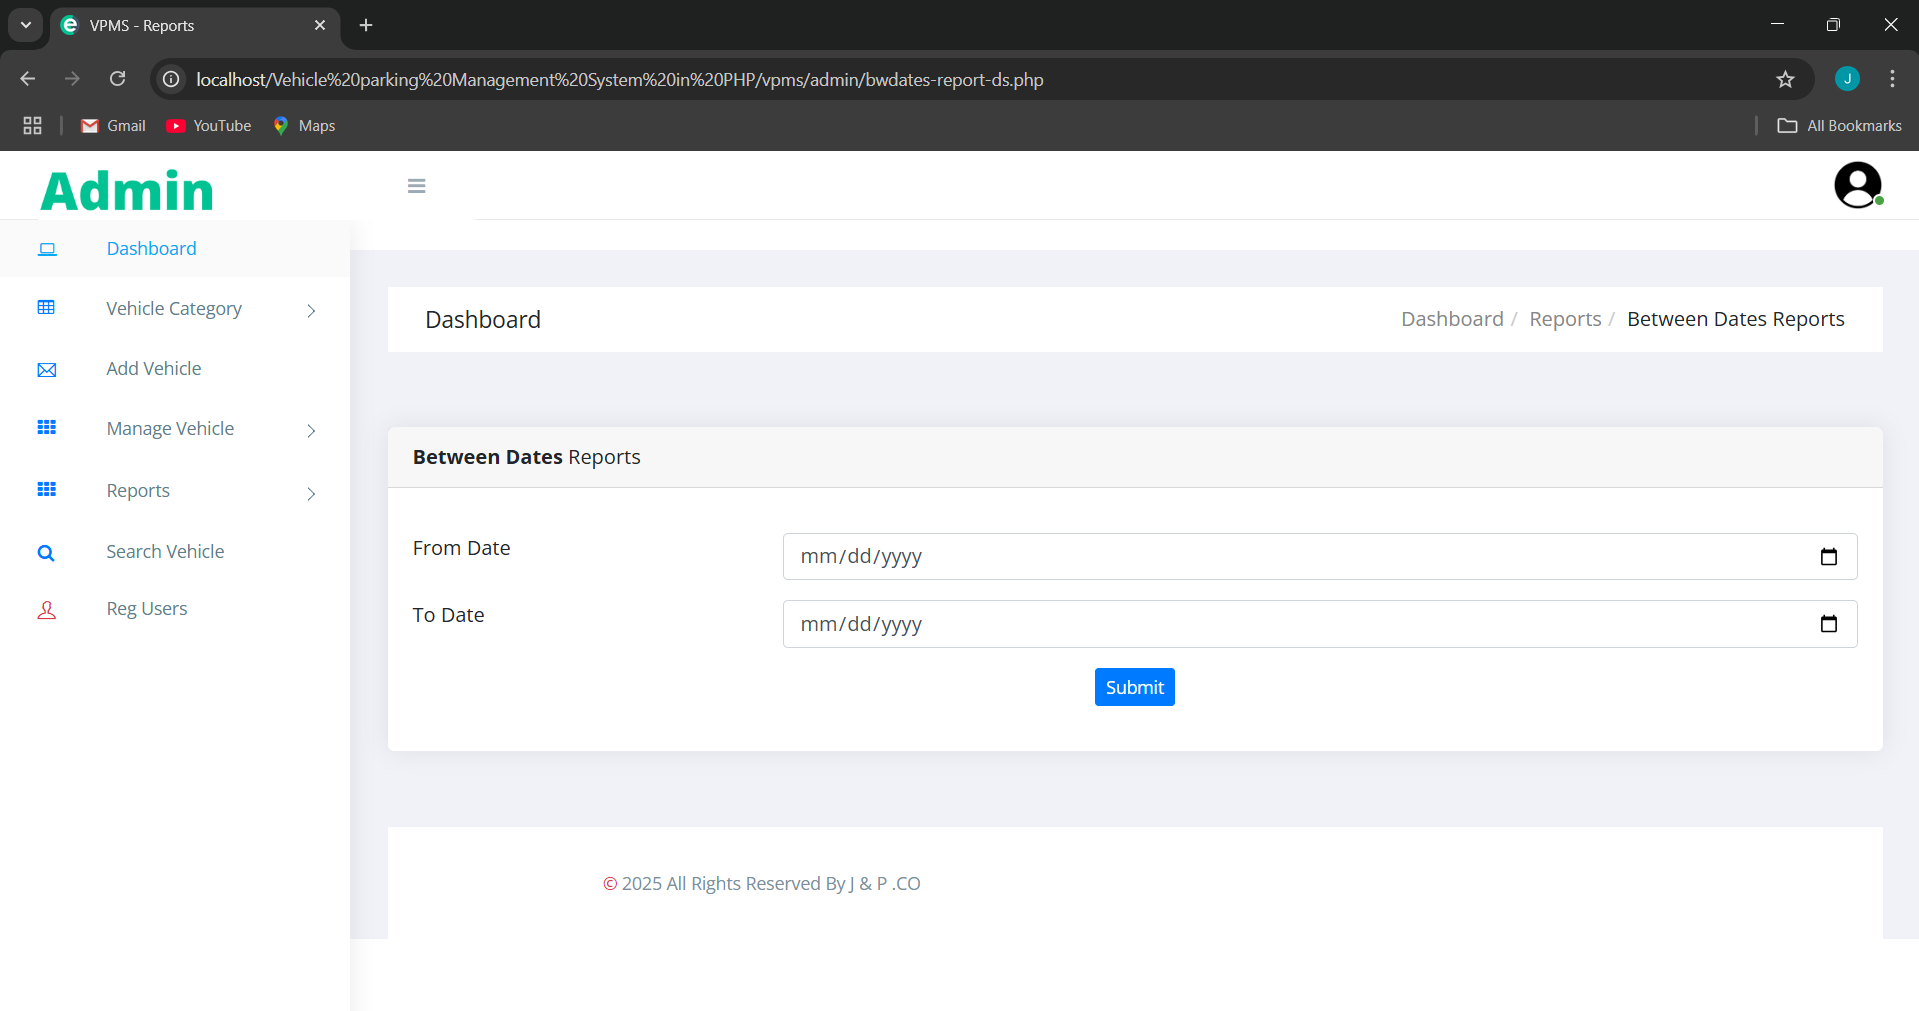 VPMS - Reports
localhost/Vehicle%20parking%20Management%20System%20in%20PHP/vpms/admin/bwdates-report-ds.php
J
Gmail
YouTube
Maps
All Bookmarks
Admin
Dashboard
Vehicle Category
Add Vehicle
Manage Vehicle
Reports
Search Vehicle
Reg Users
Dashboard
Dashboard / Reports / Between Dates Reports
Between Dates Reports
From Date
mm/dd/yyyy
To Date
mm/dd/yyyy
Submit
© 2025 All Rights Reserved By J & P .CO